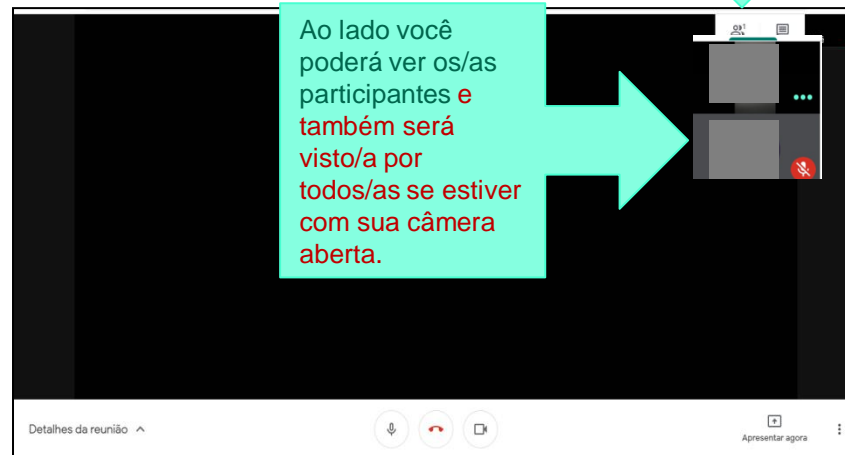 Ao lado você
poderá ver os/as
participantes e
também será
visto/a por
todos/as se estiver
com sua câmera
aberta.
Detalhes da reunião
Apresentar agora